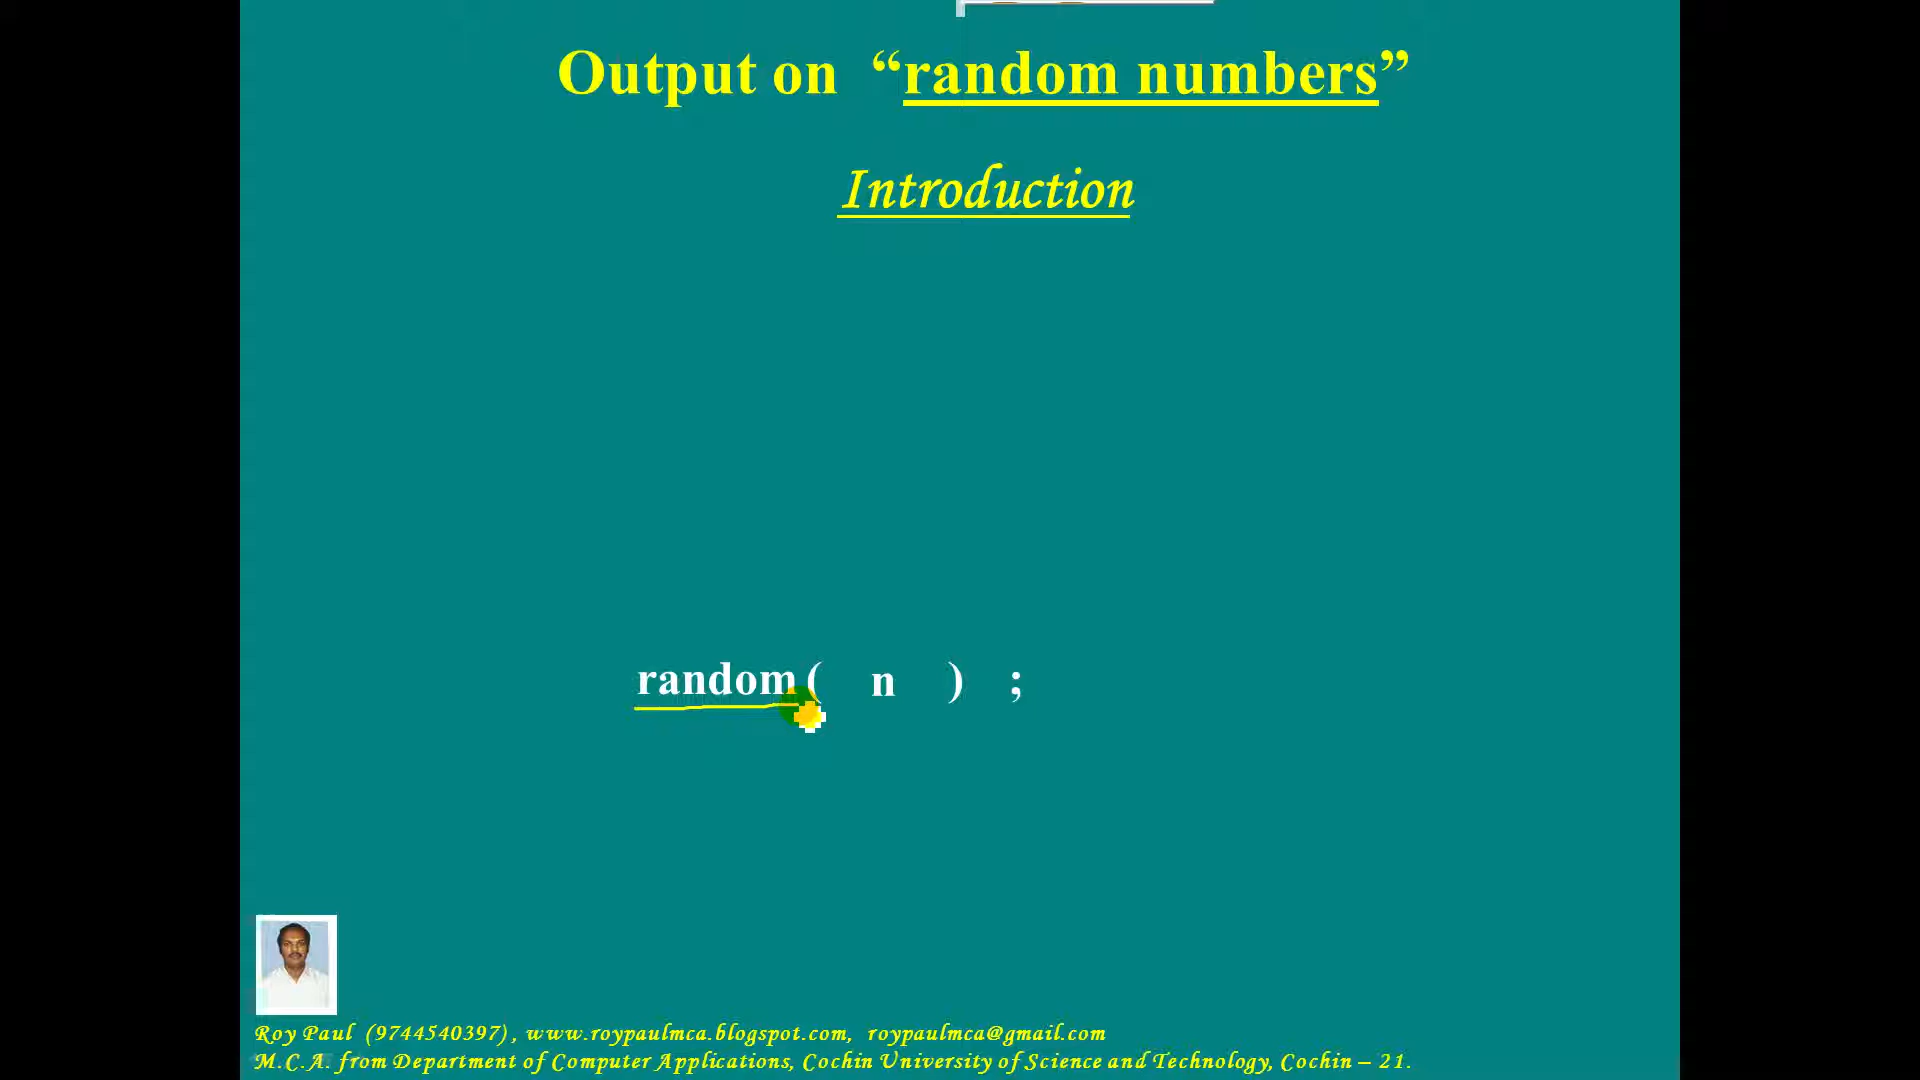 Output on “random numbers”
Introduction
random ( n ) ;
Roy Paul (9744540397) , www.roypaulmca.blogspot.com, roypaulmca@gmail.com
M.C.A. from Department of Computer Applications, Cochin University of Science and Technology, Cochin – 21.